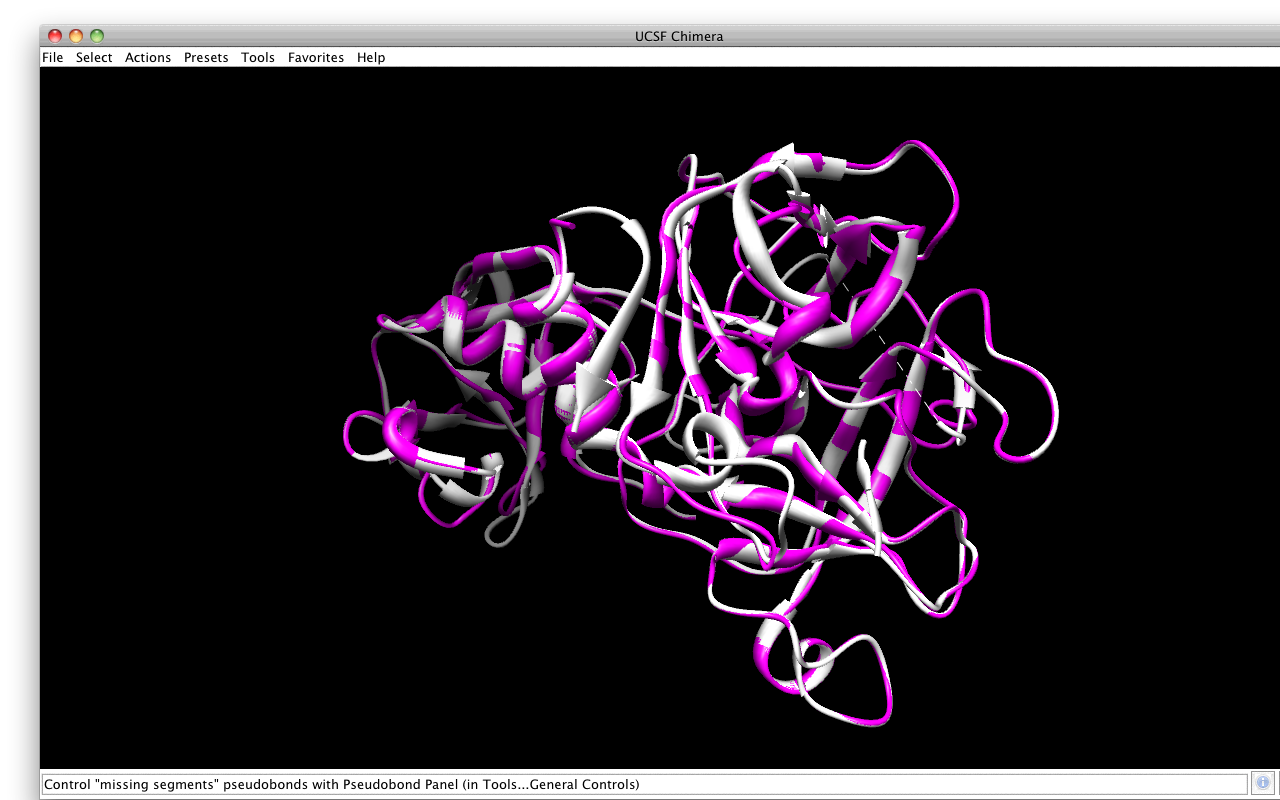 UCSF Chimera
File Select Actions Presets Tools Favorites Help
Control "missing segments" pseudobonds with Pseudobond Panel (in Tools...General Controls)